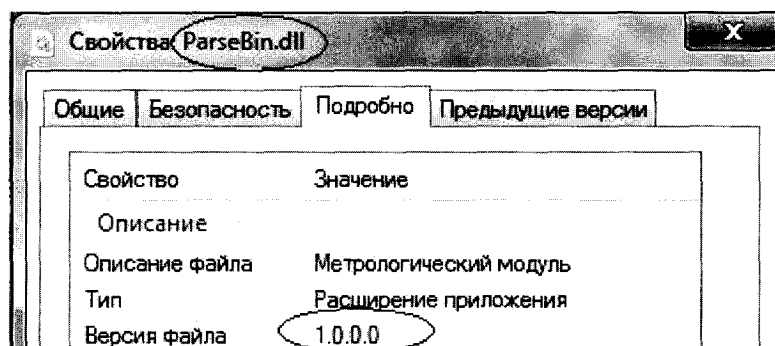 Свойства: ParseBin.dll
X
Общие Безопасность Подробно Предыдущие версии
Свойство Значение
Описание
Описание файла Метрологический модуль
Тип Расширение приложения
Версия файла 1.0.0.0